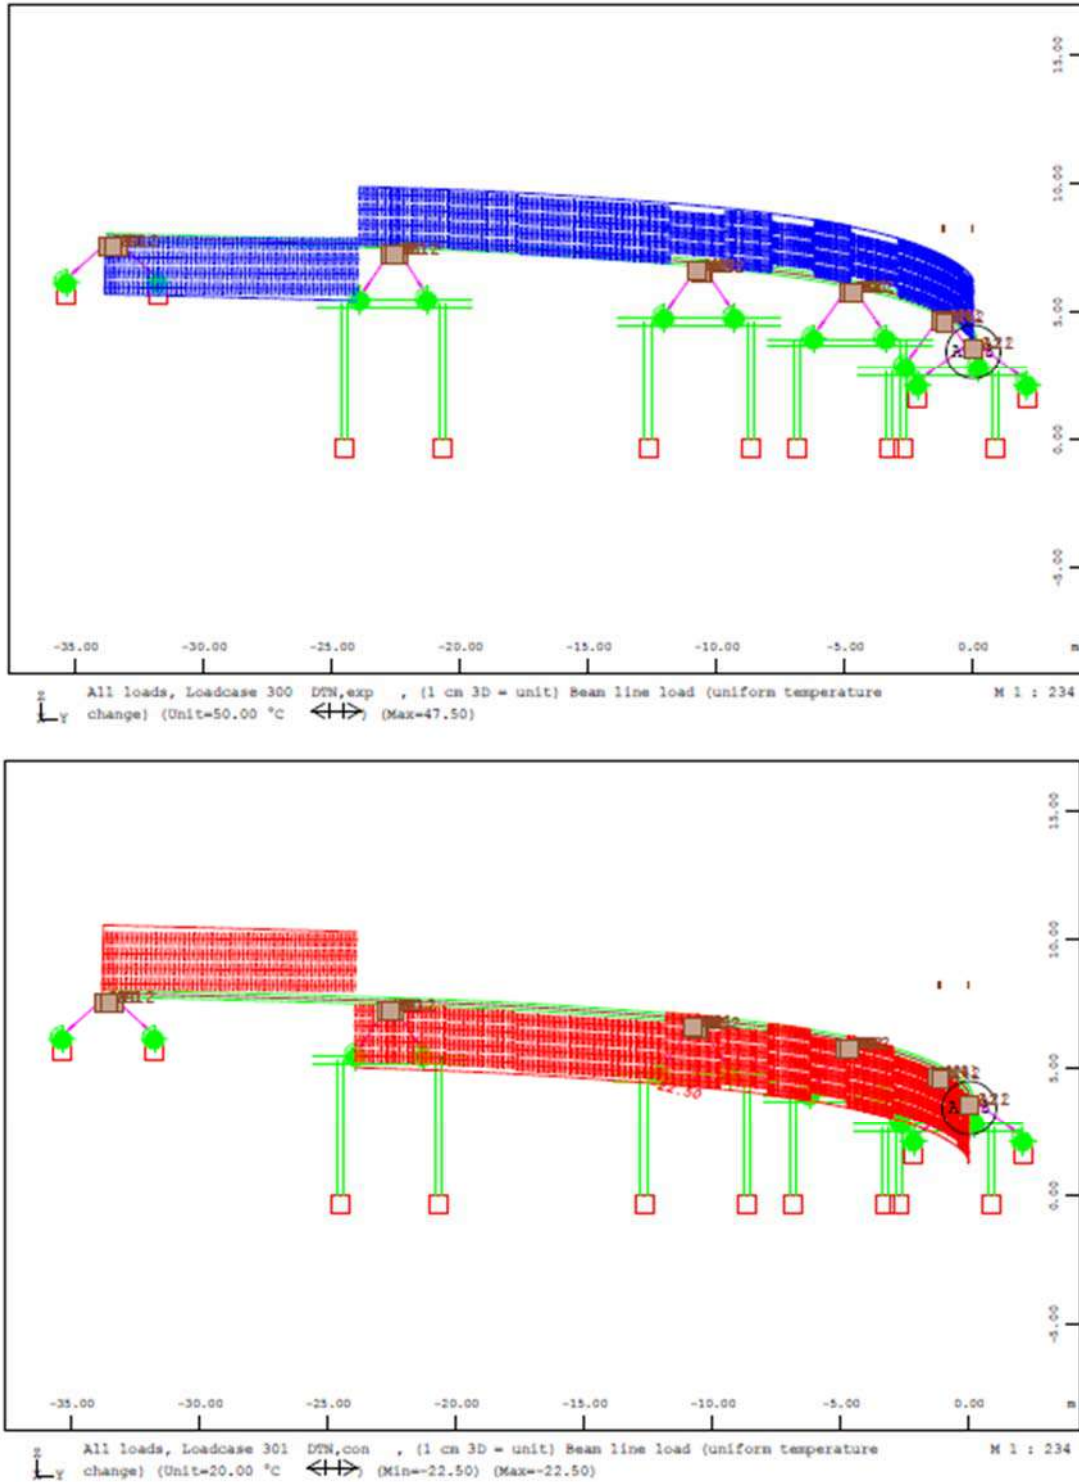 15.00
10.00
5.00
0.00
-5.00
-35.00 -30.00 -25.00 -20.00 -15.00 -10.00 -5.00 0.00 m
All loads, Loadcase 300 DTN,exp , (1 cm 3D = unit) Beam line load (uniform temperature M 1 : 234
change) (Unit=50.00 °C ) (Max=47.50)
15.00
10.00
5.00
-22.50
0.00
-5.00
-35.00 -30.00 -25.00 -20.00 -15.00 -10.00 -5.00 0.00 m
All loads, Loadcase 301 DTN,con , (1 cm 3D = unit) Beam line load (uniform temperature M 1 : 234
change) (Unit=20.00 °C ) (Min=-22.50) (Max=-22.50)